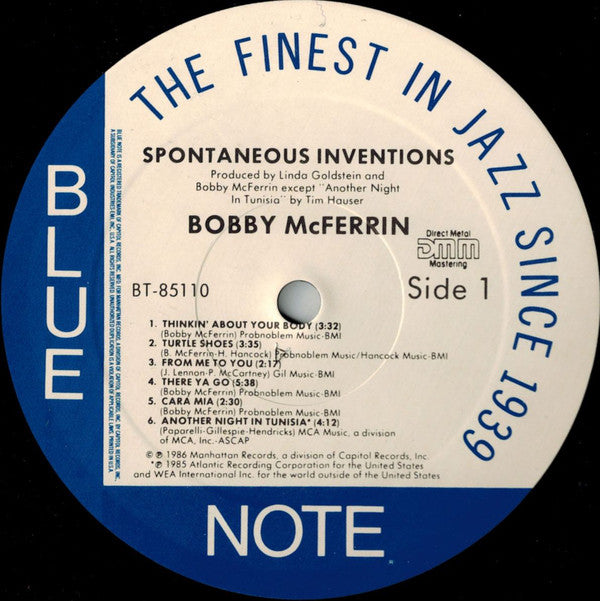 THE FINEST IN JAZZ SINCE 1939
BLUE
SPONTANEOUS INVENTIONS
Produced by Linda Goldstein and
Bobby McFerrin except "Another Night
In Tunisia" by Tim Hauser
BOBBY McFERRIN
Direct Metal
DMM
Mastering
BT-85110
Side 1
1. THINKIN' ABOUT YOUR BODY (3:32)
(Bobby McFerrin) Probnoblem Music-BMI
2. TURTLE SHOES (3:35)
(B. McFerrin-H. Hancock) Probnoblem Music/Hancock Music-BMI
3. FROM ME TO YOU (2:17)
(J. Lennon-P. McCartney) Gil Music-BMI
4. THERE YA GO (5:38)
(Bobby McFerrin) Probnoblem Music-BMI
5. CARA MIA (2:30)
(Bobby McFerrin) Probnoblem Music-BMI
6. ANOTHER NIGHT IN TUNISIA* (4:12)
(Paparelli-Gillespie-Hendricks) MCA Music, a division
of MCA, Inc.-ASCAP
© ℗ 1986 Manhattan Records, a division of Capitol Records, Inc.
*℗ 1985 Atlantic Recording Corporation for the United States
and WEA International Inc. for the world outside of the United States
NOTE